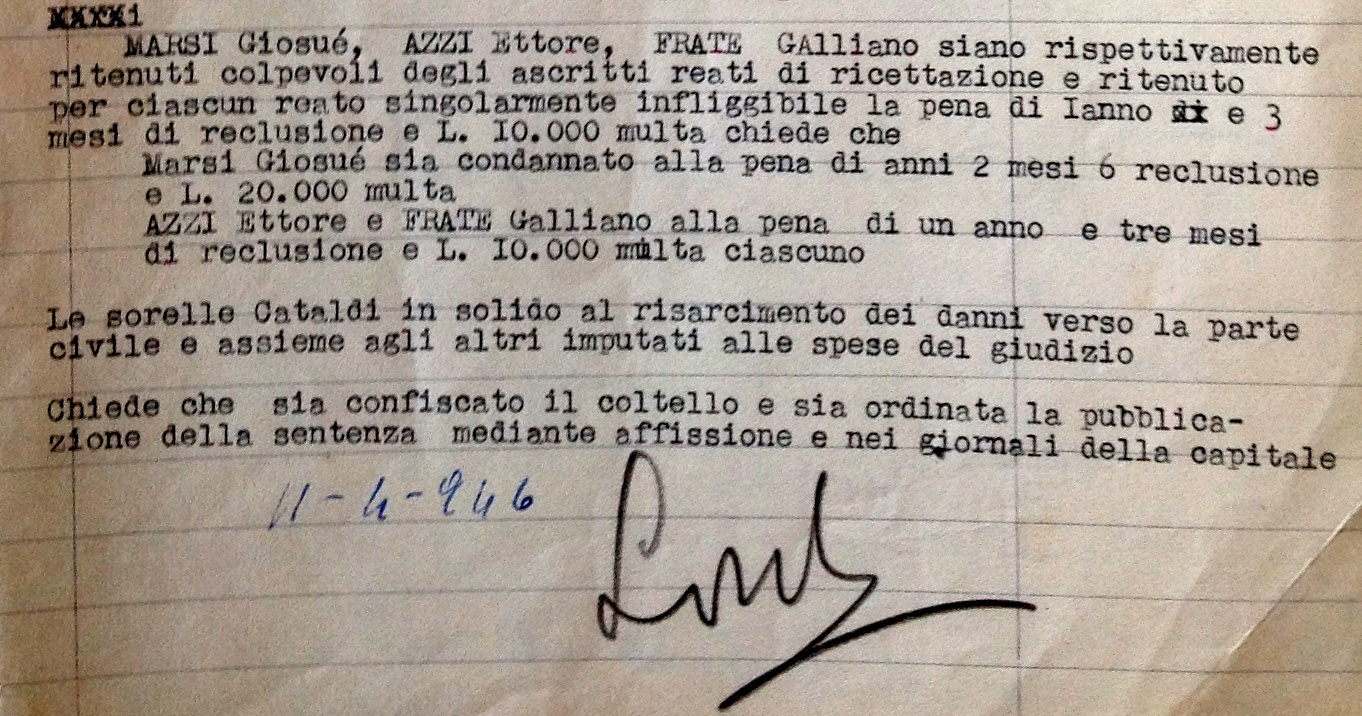 i
MARSI Giosué, AZZI Ettore, FRATE GAlliano siano rispettivamente
ritenuti colpevoli degli ascritti reati di ricettazione e ritenuto
per ciascun reato singolarmente infliggibile la pena di Ianno e 3
mesi di reclusione e L. I0.000 multa chiede che
Marsi Giosué sia condannato alla pena di anni 2 mesi 6 reclusione
e L. 20.000 multa
AZZI Ettore e FRATE Galliano alla pena di un anno e tre mesi
di reclusione e L. I0.000 multa ciascuno
Le sorelle Cataldi in solido al risarcimento dei danni verso la parte
civile e assieme agli altri imputati alle spese del giudizio
Chiede che sia confiscato il coltello e sia ordinata la pubblica-
zione della sentenza mediante affissione e nei giornali della capitale
11-4-946